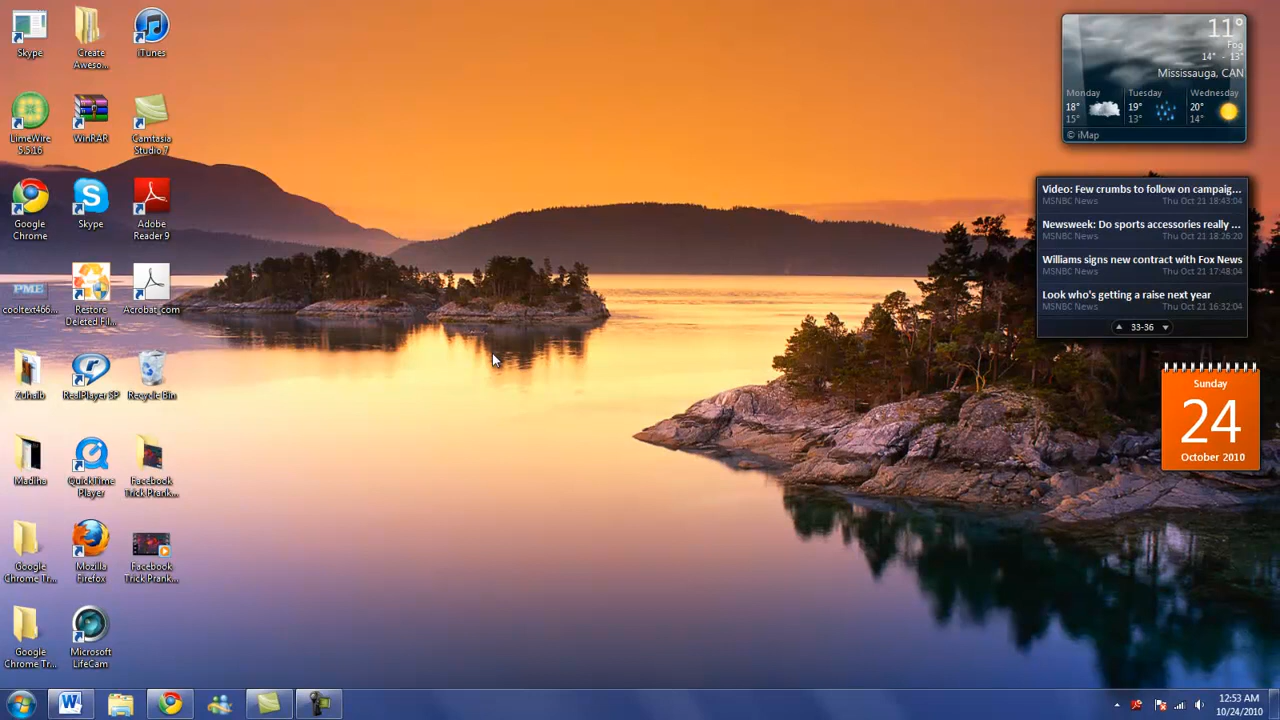 Skype
Create
Aweso...
iTunes
LimeWire
5.5.16
WinRAR
Camtasia
Studio 7
Google
Chrome
Skype
Adobe
Reader 9
PME
cooltext466...
Restore
Deleted Fil...
Acrobat_com
Zuhaib
RealPlayer SP
Recycle Bin
Madiha
QuickTime
Player
Facebook
Trick Prank...
Google
Chrome Tr...
Mozilla
Firefox
Facebook
Trick Prank...
Google
Chrome Tr...
Microsoft
LifeCam
11°
Fog
14° - 13°
Mississauga, CAN
Monday Tuesday Wednesday
18° 19° 20°
15° 13° 14°
© iMap
Video: Few crumbs to follow on campaig...
MSNBC News Thu Oct 21 18:43:04
Newsweek: Do sports accessories really ...
MSNBC News Thu Oct 21 18:26:20
Williams signs new contract with Fox News
MSNBC News Thu Oct 21 17:48:04
Look who's getting a raise next year
MSNBC News Thu Oct 21 16:32:04
33-36
Sunday
24
October 2010
12:53 AM
10/24/2010